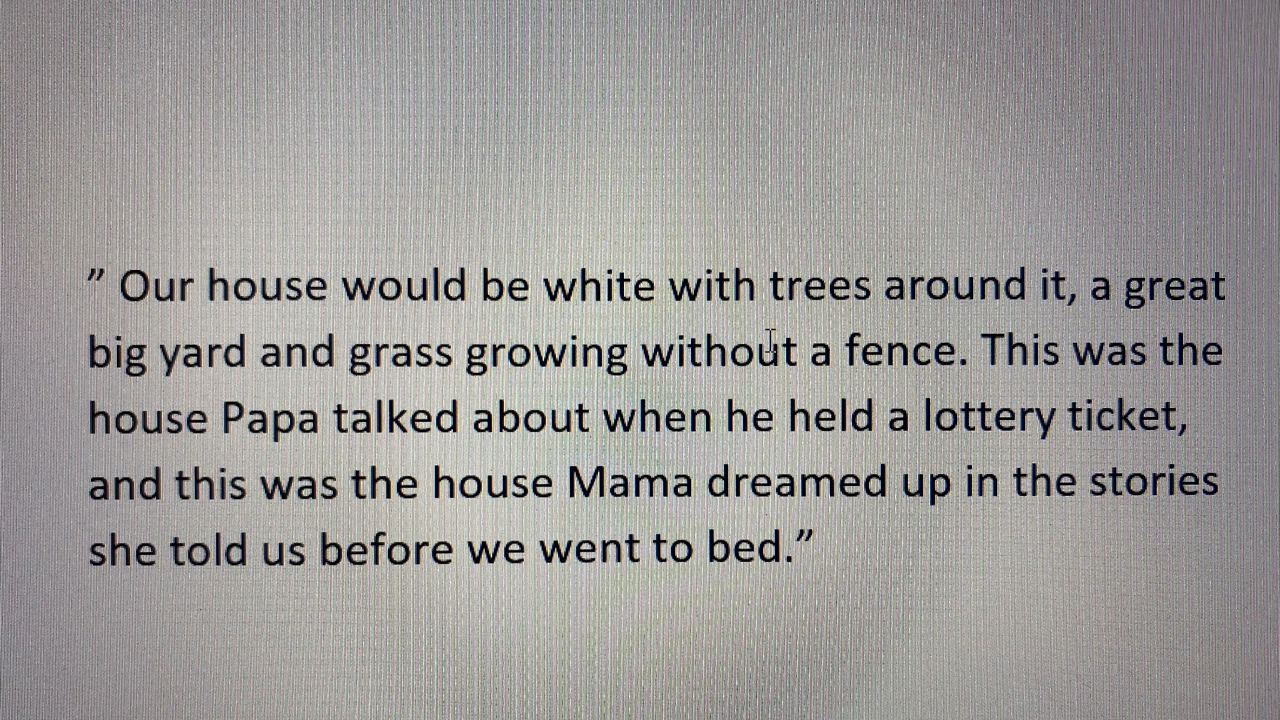 ” Our house would be white with trees around it, a great
big yard and grass growing without a fence. This was the
house Papa talked about when he held a lottery ticket,
and this was the house Mama dreamed up in the stories
she told us before we went to bed.”